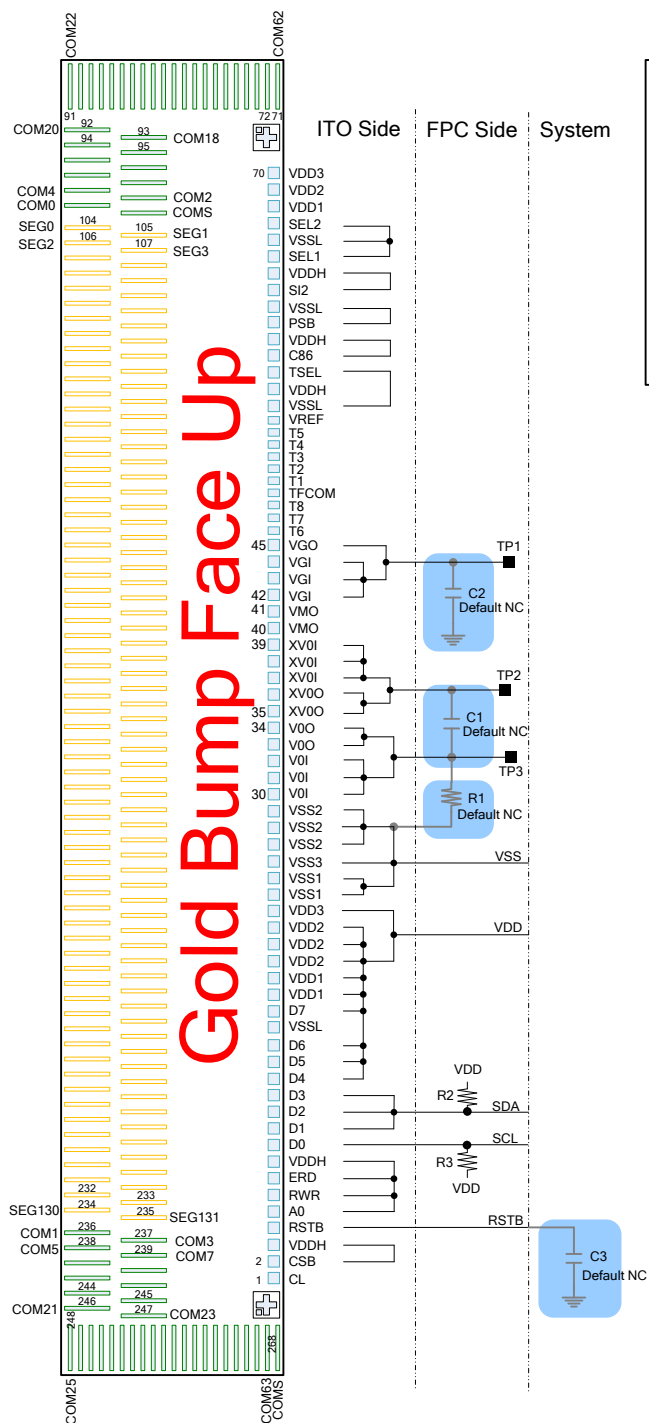 COM22
COM62
91
72
71
COM20
92
93
COM18
94
95
COM4
COM2
COM0
COMS
SEG0
104
105
SEG1
SEG2
106
107
SEG3
Gold Bump Face Up
ITO Side
FPC Side
System
70
VDD3
VDD2
VDD1
SEL2
VSSL
SEL1
VDDH
SI2
VSSL
PSB
VDDH
C86
TSEL
VDDH
VSSL
VREF
T5
T4
T3
T2
T1
TFCOM
T8
T7
T6
45
VGO
VGI
VGI
42
VGI
41
VMO
40
VMO
39
XV0I
XV0I
XV0I
XV0O
35
XV0O
34
V0O
V0O
V0I
V0I
30
V0I
VSS2
VSS2
VSS2
VSS3
VSS1
VSS1
VDD3
VDD2
VDD2
VDD2
VDD1
VDD1
D7
VSSL
D6
D5
D4
D3
D2
D1
D0
VDDH
ERD
RWR
A0
RSTB
VDDH
2
CSB
1
CL
TP1
C2
Default NC
TP2
C1
Default NC
TP3
R1
Default NC
VSS
VDD
VDD
R2
SDA
SCL
R3
VDD
RSTB
C3
Default NC
232
233
SEG130
234
235
SEG131
COM1
236
237
COM3
COM5
238
239
COM7
244
245
COM21
246
247
COM23
248
268
COM25
COM63
COMS